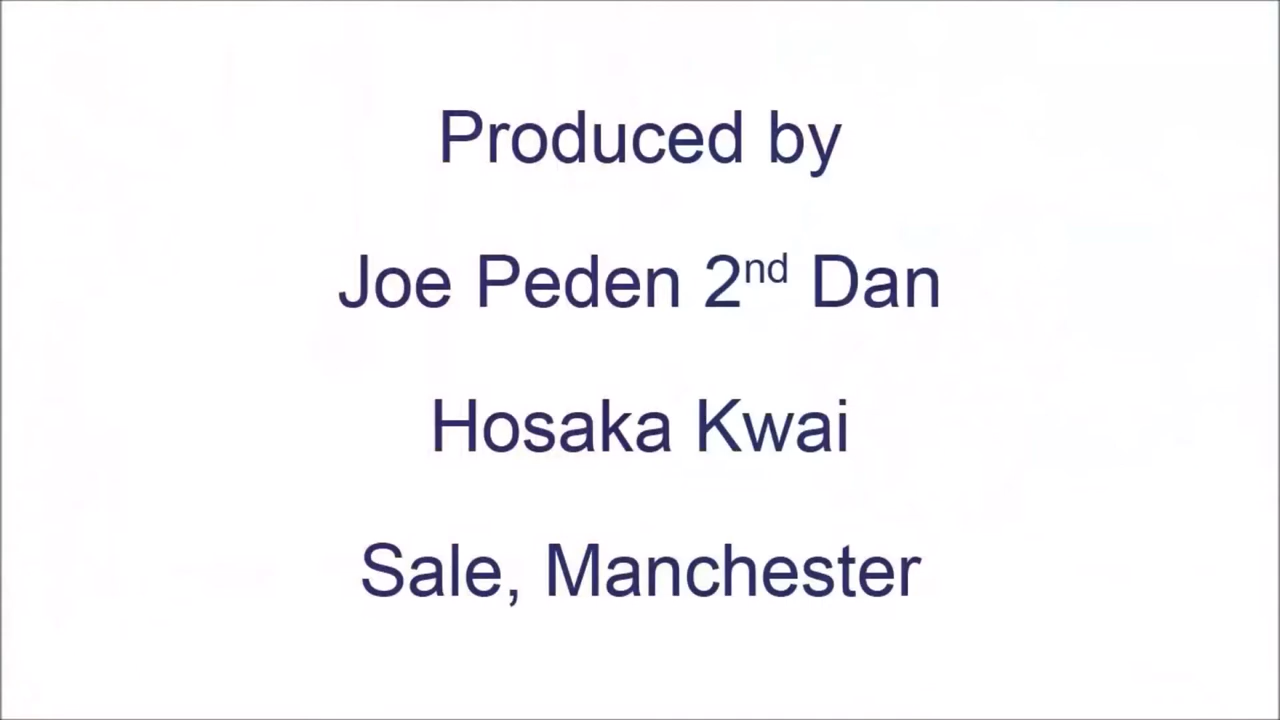 Produced by
Joe Peden 2nd Dan
Hosaka Kwai
Sale, Manchester